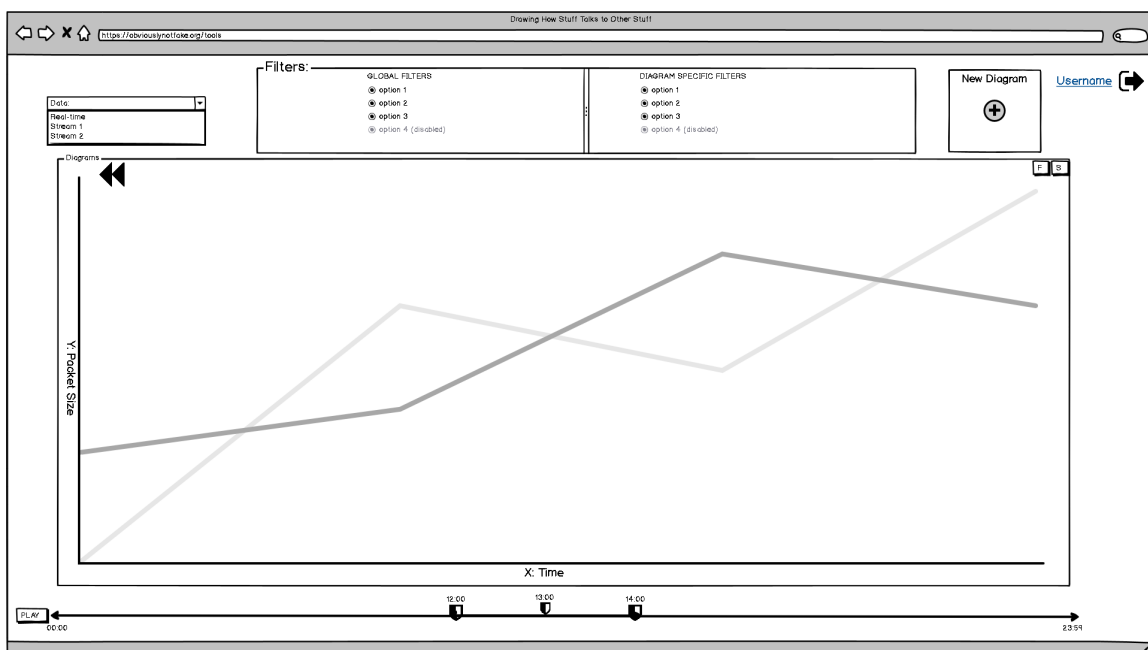 Drawing How Stuff Talks to Other Stuff
https://obviouslynotfake.org/tools
Filters:
GLOBAL FILTERS
option 1
option 2
option 3
option 4 (disabled)
DIAGRAM SPECIFIC FILTERS
option 1
option 2
option 3
option 4 (disabled)
New Diagram
Username
Data:
Real-time
Stream 1
Stream 2
Diagrams
F S
Y: Packet Size
X: Time
12:00 13:00 14:00
PLAY
00:00 23:59